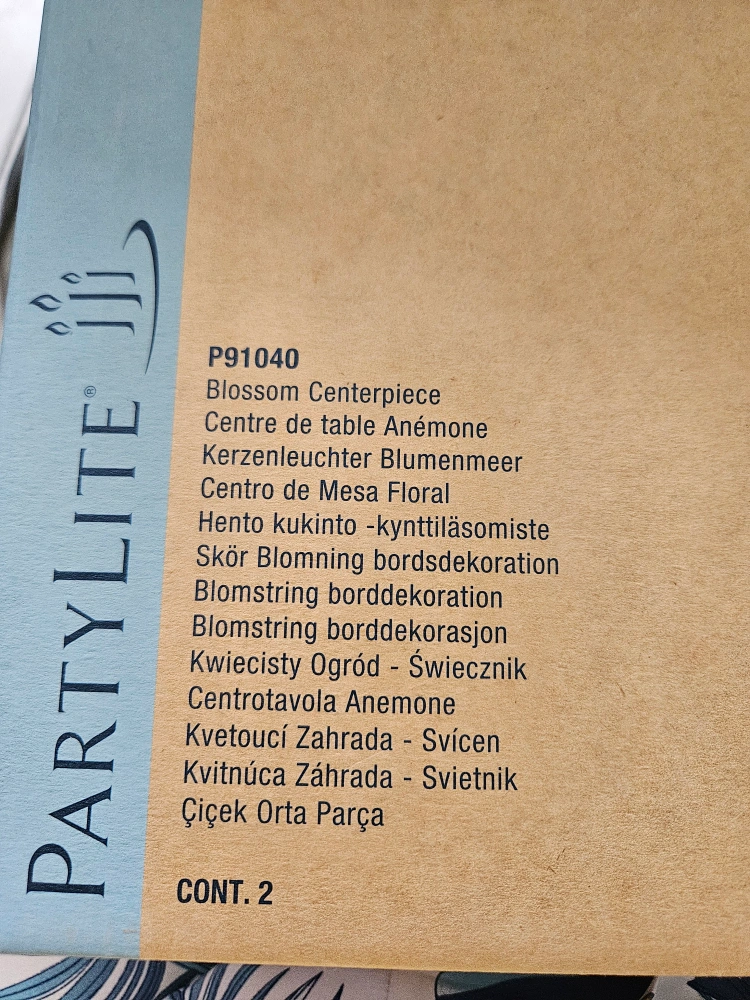 PARTYLITE®
P91040
Blossom Centerpiece
Centre de table Anémone
Kerzenleuchter Blumenmeer
Centro de Mesa Floral
Hento kukinto -kynttiläsomiste
Skör Blomning bordsdekoration
Blomstring borddekoration
Blomstring borddekorasjon
Kwiecisty Ogród - Świecznik
Centrotavola Anemone
Kvetoucí Zahrada - Svícen
Kvitnúca Záhrada - Svietnik
Çiçek Orta Parça
CONT. 2